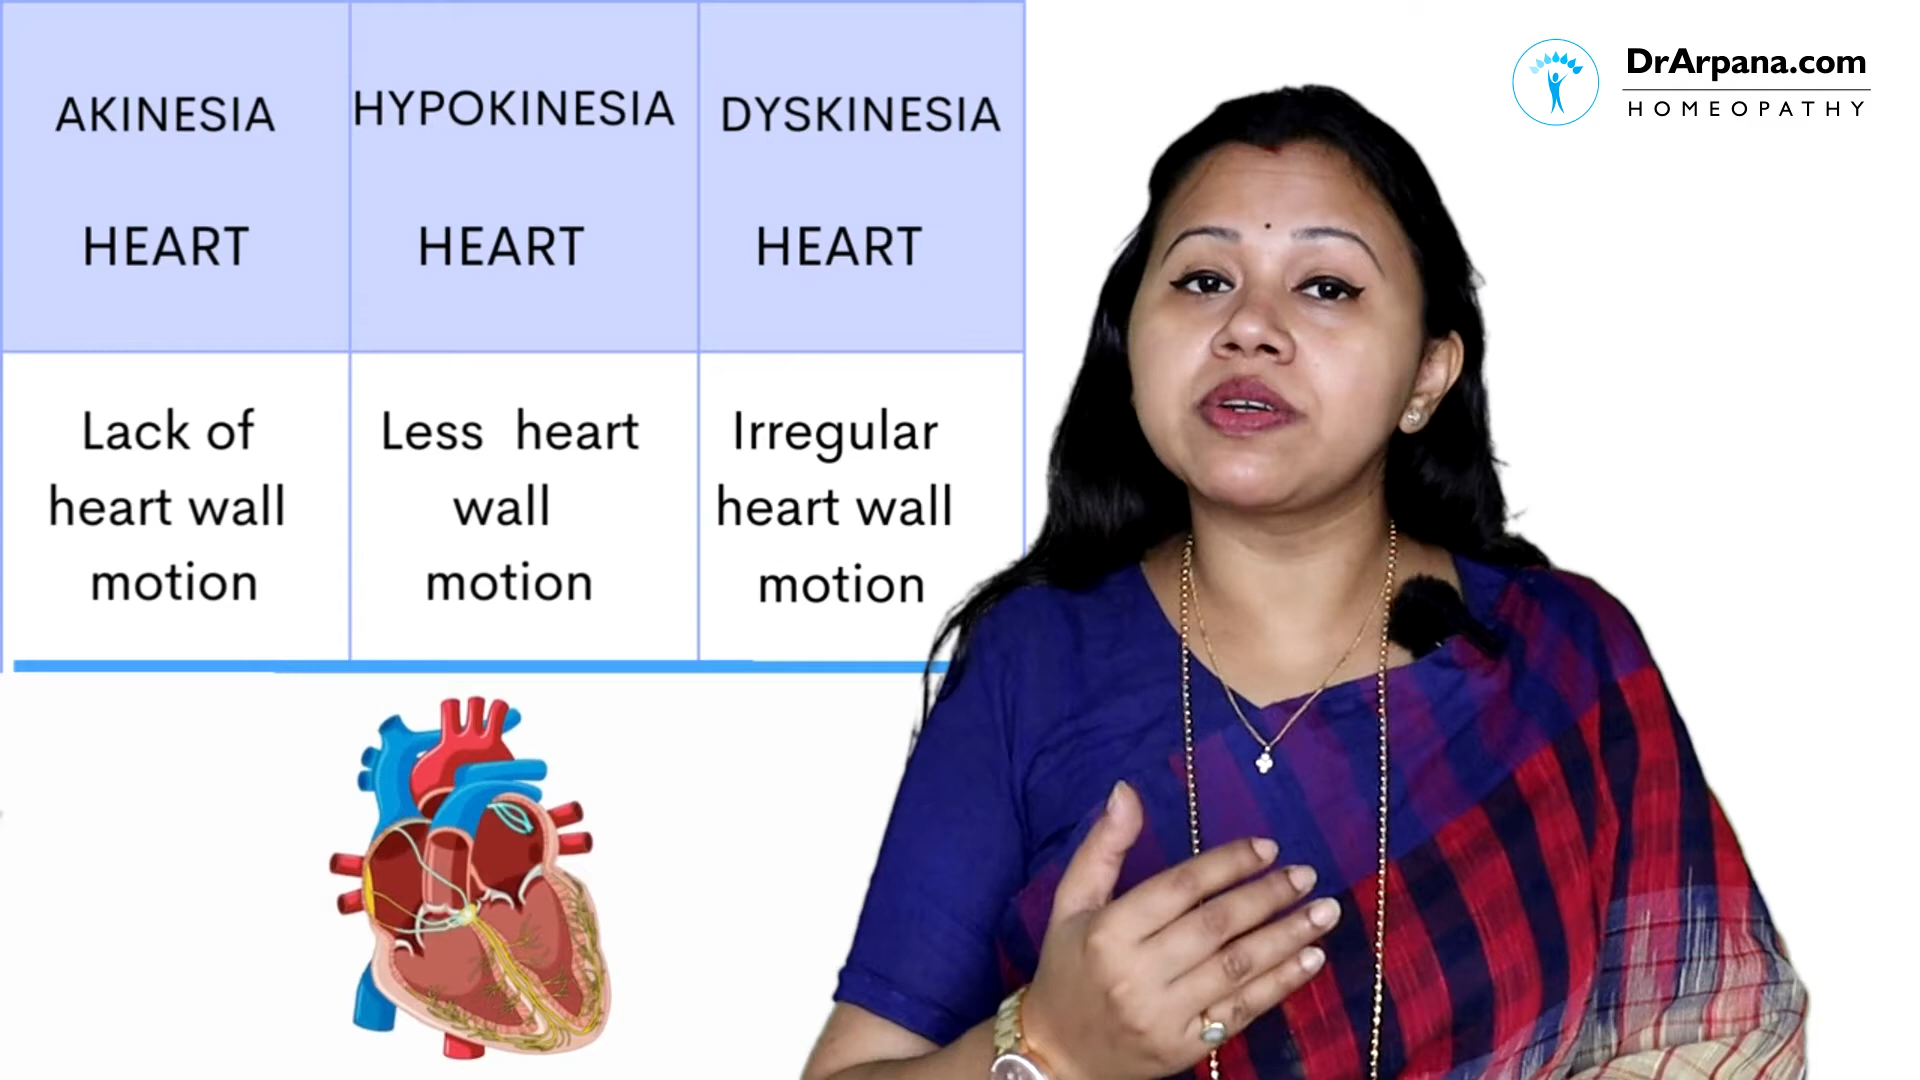 AKINESIA
HEART
HYPOKINESIA
HEART
DYSKINESIA
HEART
Lack of
heart wall
motion
Less heart
wall
motion
Irregular
heart wall
motion
DrArpana.com
HOMEOPATHY